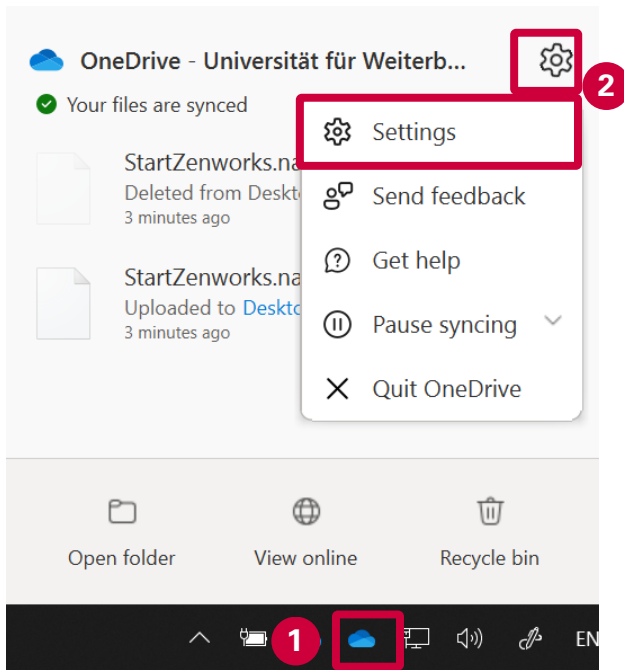 OneDrive - Universität für Weiterb...
2
Your files are synced
Settings
StartZenworks.na
Deleted from Deskt
3 minutes ago
Send feedback
Get help
StartZenworks.na
Uploaded to Deskto
3 minutes ago
Pause syncing
Quit OneDrive
Open folder
View online
Recycle bin
1
EN